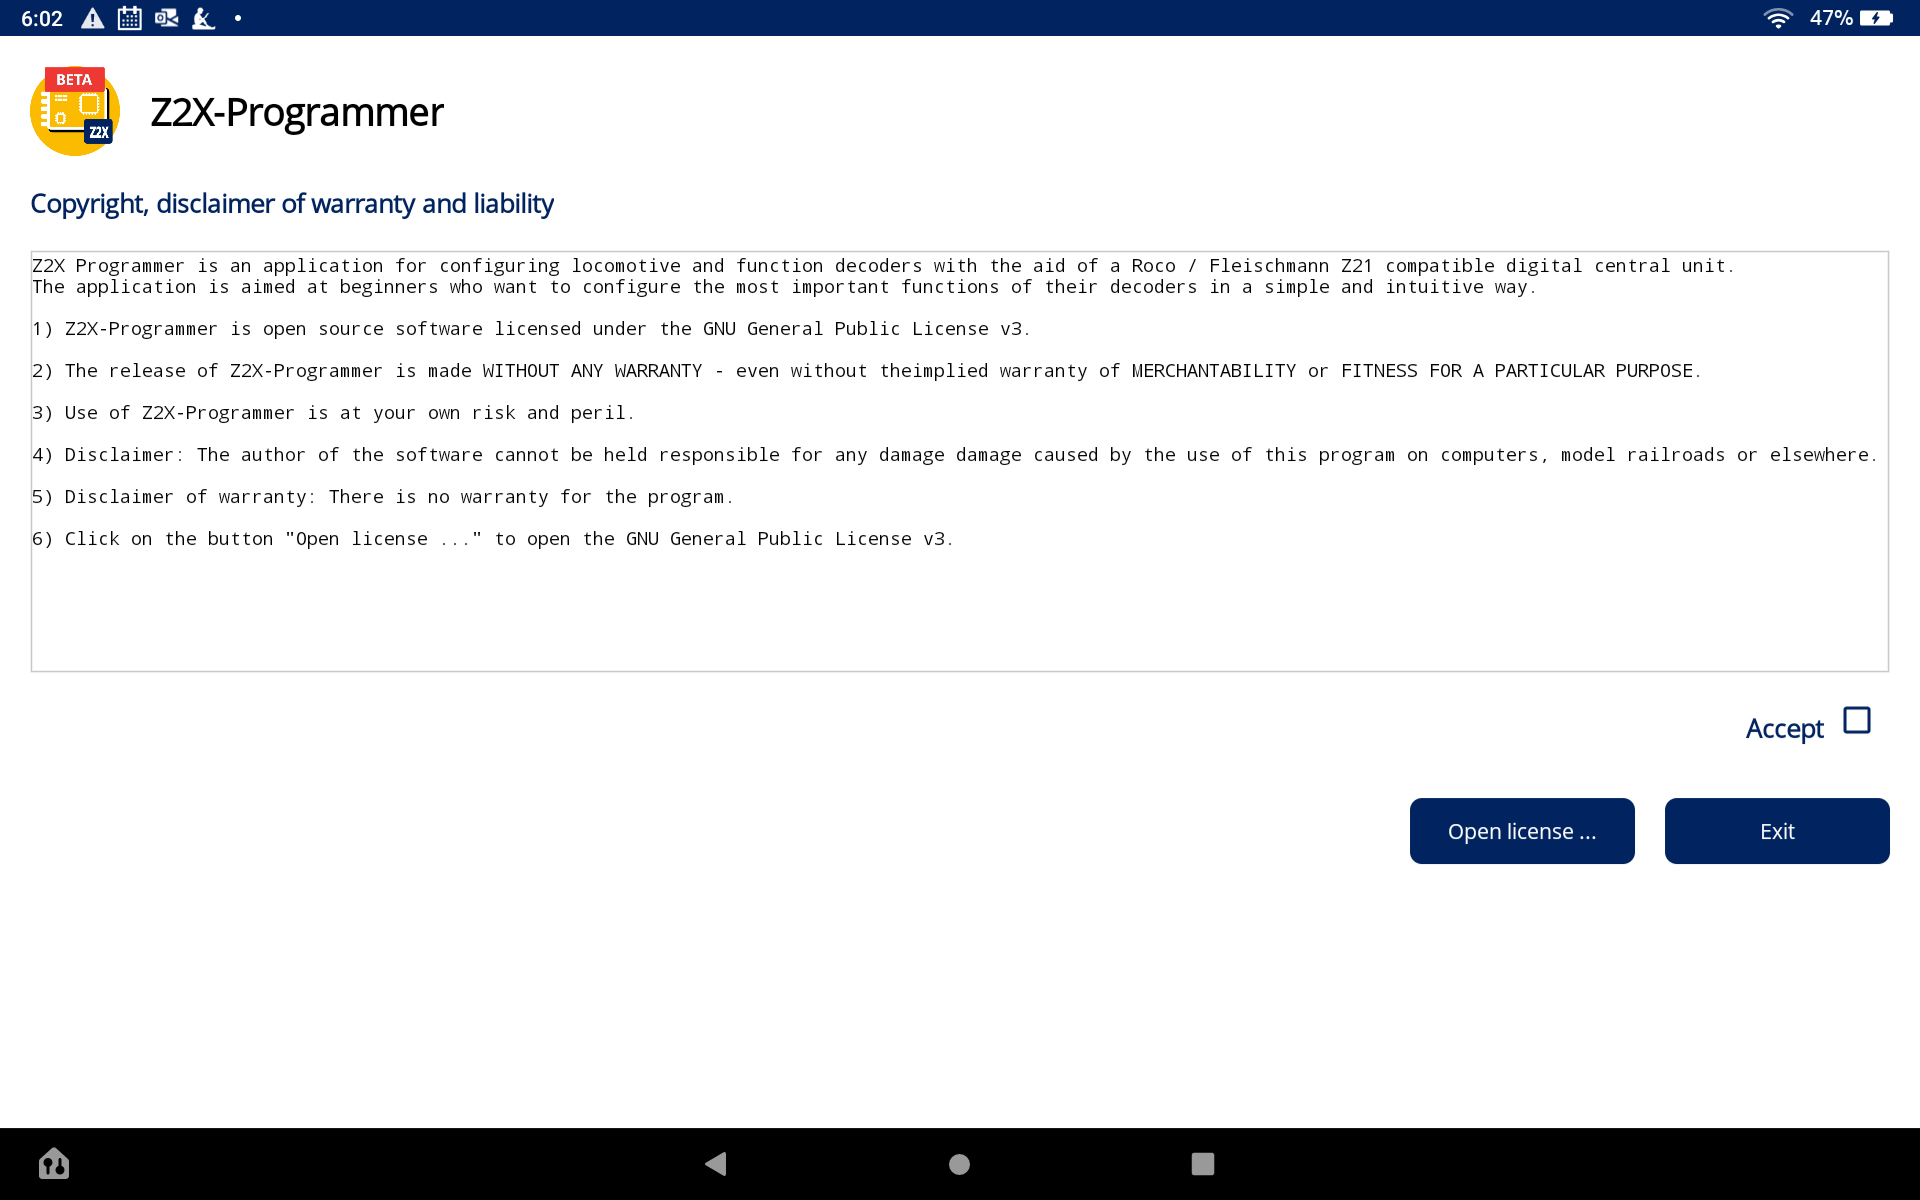 6:02
47%
BETA
Z2X
Z2X-Programmer
Copyright, disclaimer of warranty and liability
Z2X Programmer is an application for configuring locomotive and function decoders with the aid of a Roco / Fleischmann Z21 compatible digital central unit.
The application is aimed at beginners who want to configure the most important functions of their decoders in a simple and intuitive way.
1) Z2X-Programmer is open source software licensed under the GNU General Public License v3.
2) The release of Z2X-Programmer is made WITHOUT ANY WARRANTY - even without theimplied warranty of MERCHANTABILITY or FITNESS FOR A PARTICULAR PURPOSE.
3) Use of Z2X-Programmer is at your own risk and peril.
4) Disclaimer: The author of the software cannot be held responsible for any damage damage caused by the use of this program on computers, model railroads or elsewhere.
5) Disclaimer of warranty: There is no warranty for the program.
6) Click on the button "Open license ..." to open the GNU General Public License v3.
Accept
Open license ...
Exit